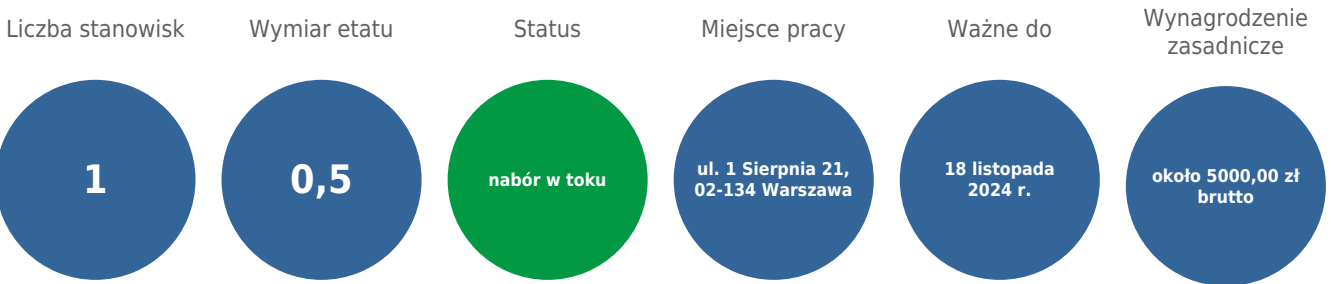 Liczba stanowisk
Wymiar etatu
Status
Miejsce pracy
Ważne do
Wynagrodzenie
zasadnicze
1
0,5
nabór w toku
ul. 1 Sierpnia 21,
02-134 Warszawa
18 listopada
2024 r.
około 5000,00 zł
brutto